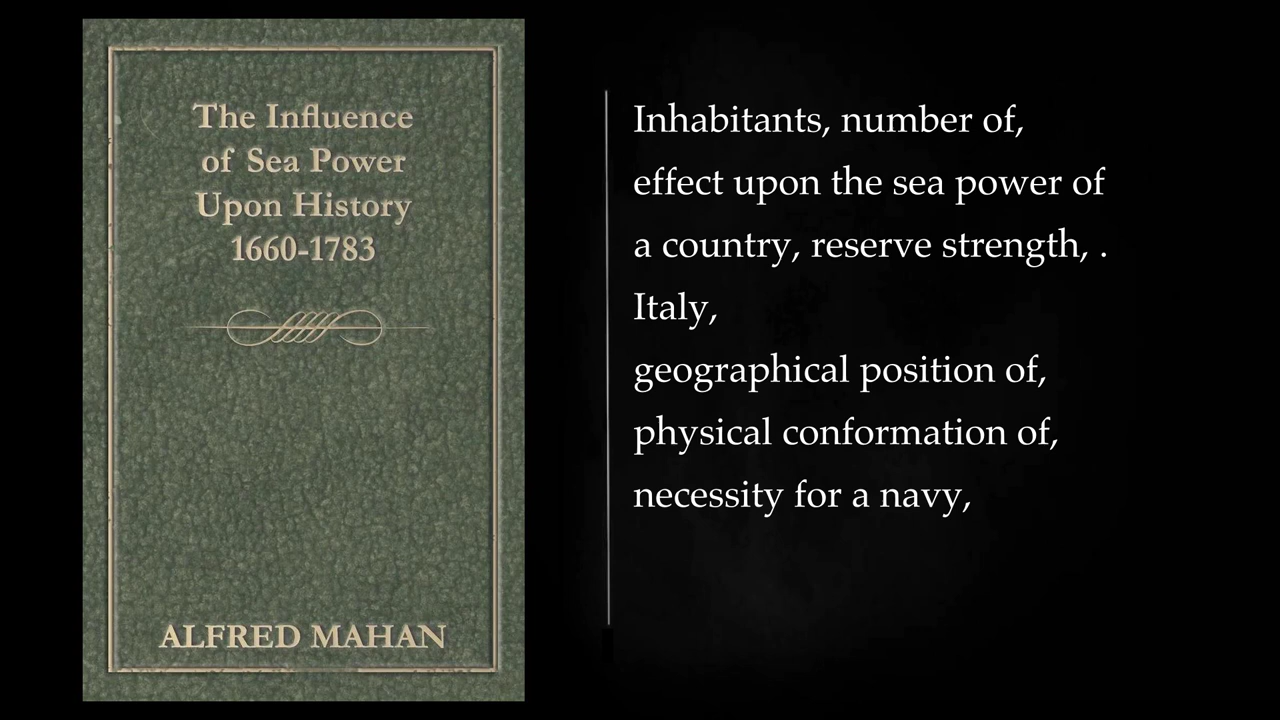 The Influence
of Sea Power
Upon History
1660-1783
ALFRED MAHAN
Inhabitants, number of,
effect upon the sea power of
a country, reserve strength, .
Italy,
geographical position of,
physical conformation of,
necessity for a navy,